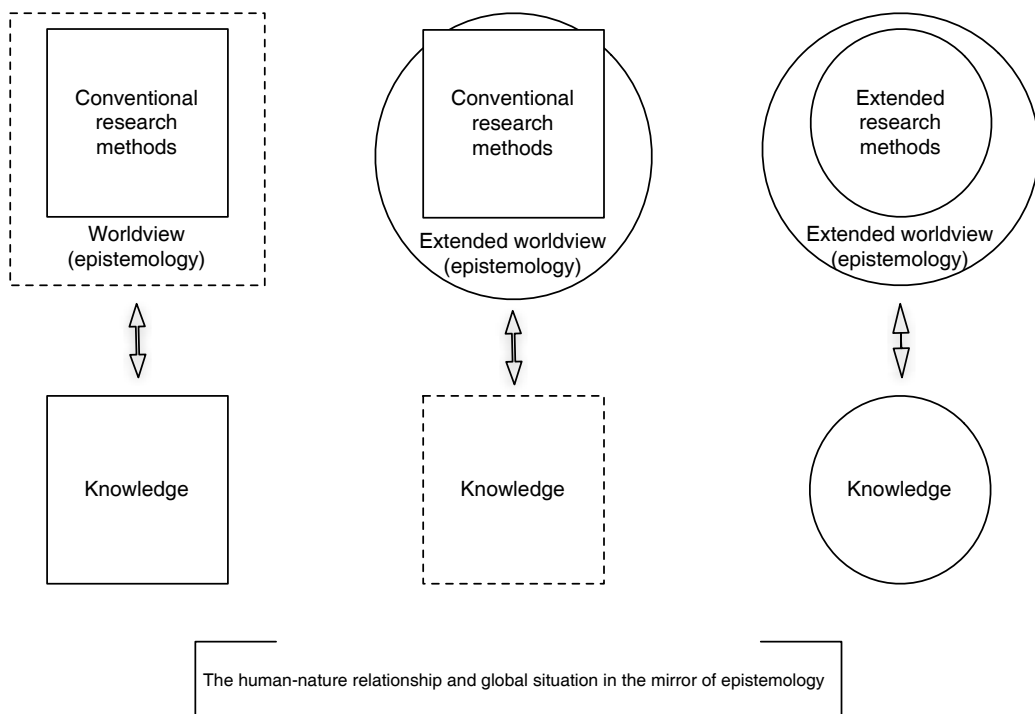 Conventional
research
methods
Worldview
(epistemology)
Knowledge
Conventional
research
methods
Extended worldview
(epistemology)
Knowledge
Extended
research
methods
Extended worldview
(epistemology)
Knowledge
The human-nature relationship and global situation in the mirror of epistemology